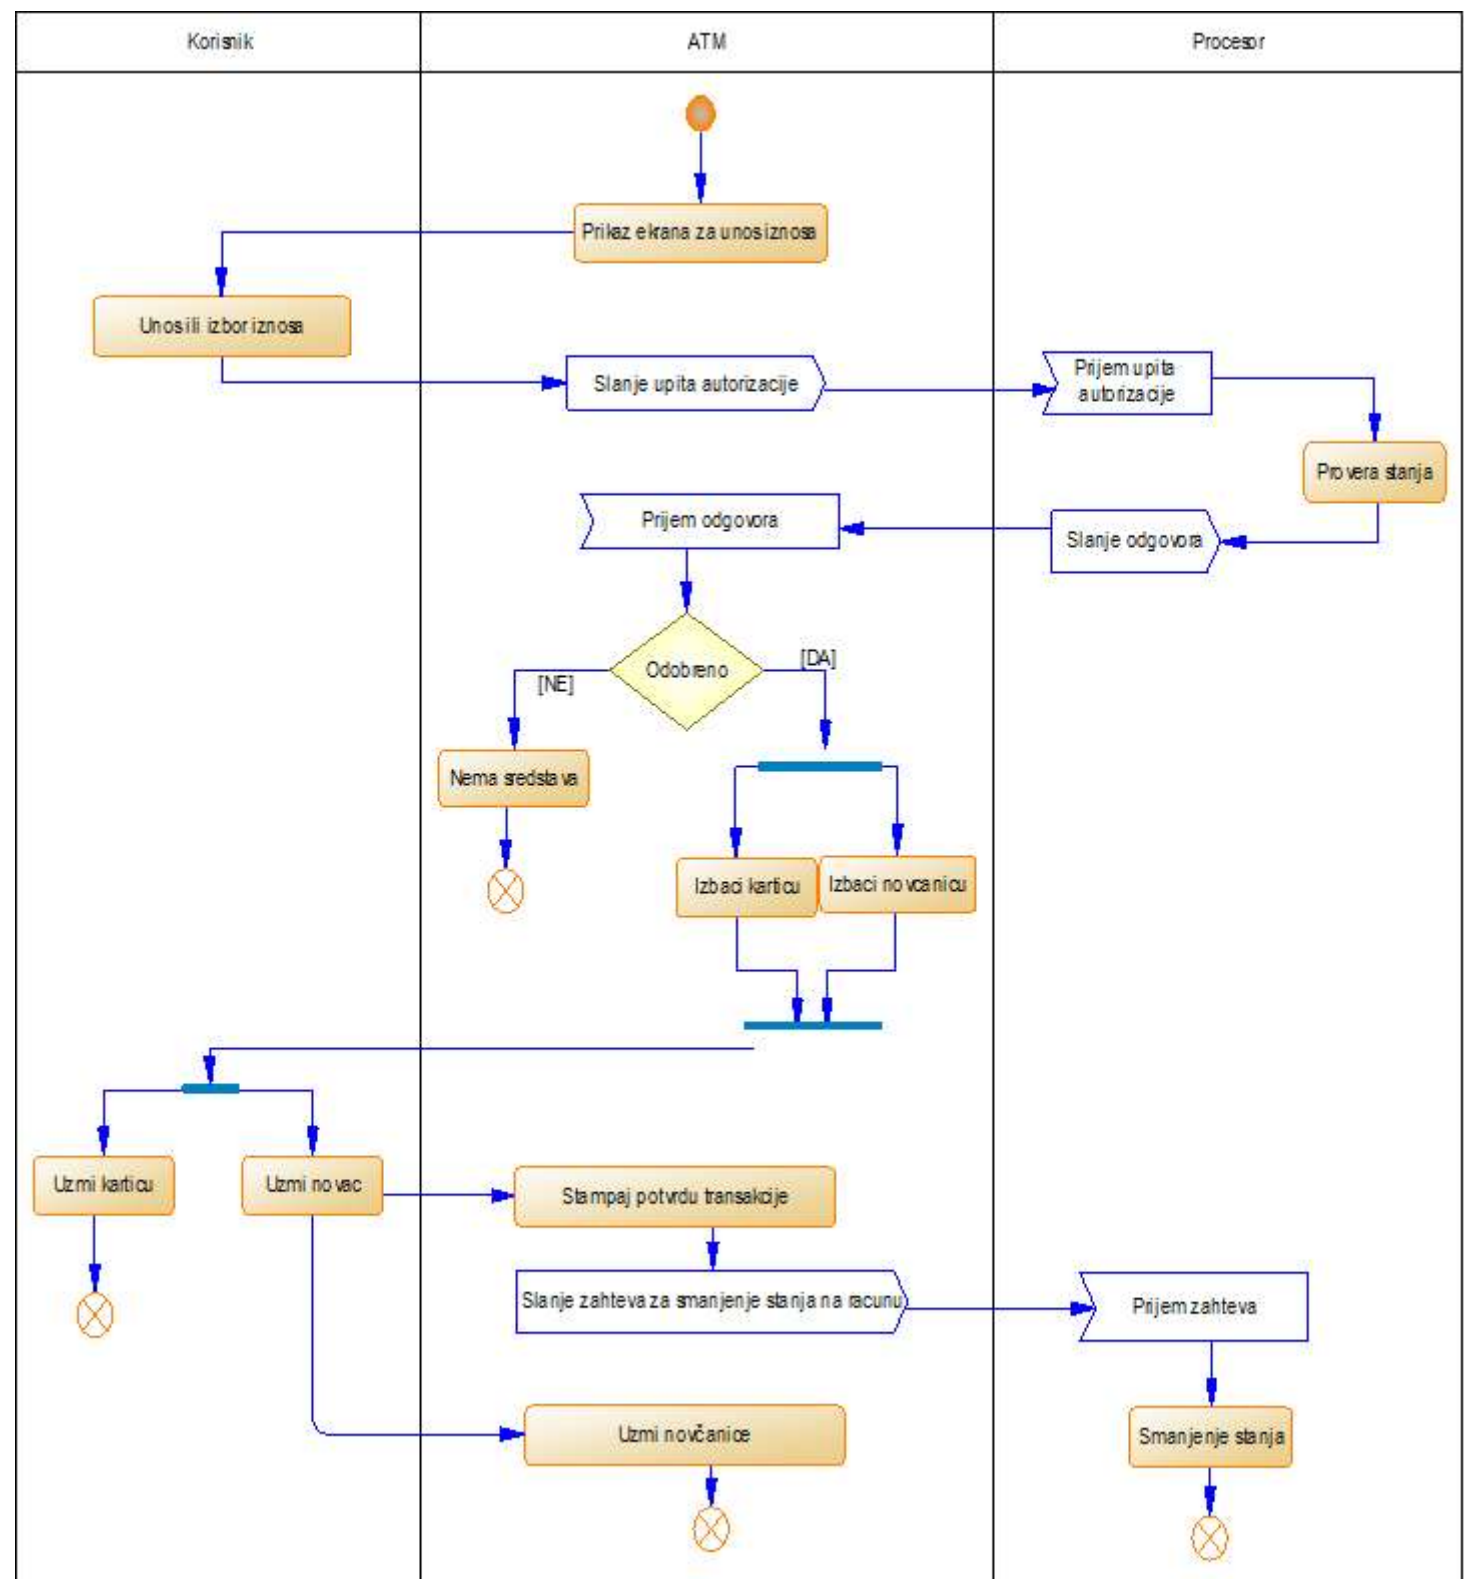 Korisnik
ATM
Procesor
Prikaz ekrana za unos iznosa
Unos ili izbor iznosa
Slanje upita autorizacije
Prijem upita
autorizacije
Provera stanja
Prijem odgovora
Slanje odgovora
Odobreno
[DA]
[NE]
Nema sredstava
Izbaci karticu
Izbaci novcanicu
Uzmi karticu
Uzmi novac
Stampaj potvrdu transakcije
Slanje zahteva za smanjenje stanja na racunu
Prijem zahteva
Uzmi novčanice
Smanjenje stanja